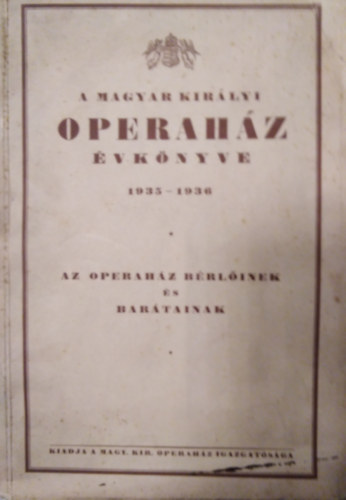 A MAGYAR KIRÁLYI
OPERAHÁZ
ÉVKÖNYVE
1935-1936
AZ OPERAHÁZ BÉRLŐINEK
ÉS
BARÁTAINAK
KIADJA A MAGY. KIR. OPERAHÁZ IGAZGATÓSÁGA